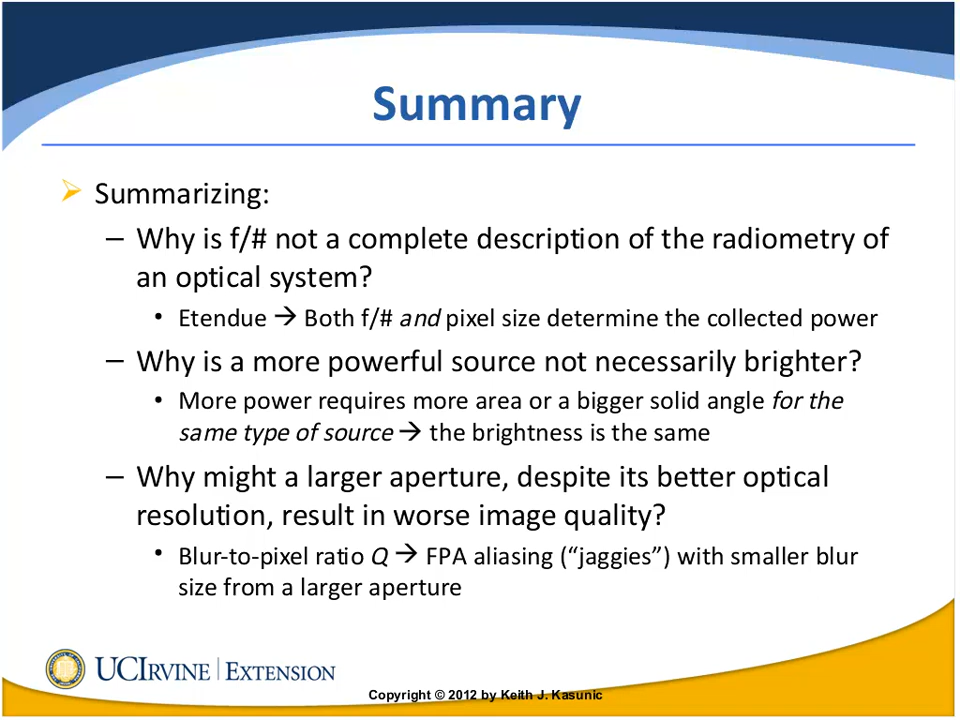 Summary
➢ Summarizing:
– Why is f/# not a complete description of the radiometry of
an optical system?
• Etendue → Both f/# and pixel size determine the collected power
– Why is a more powerful source not necessarily brighter?
• More power requires more area or a bigger solid angle for the
same type of source → the brightness is the same
– Why might a larger aperture, despite its better optical
resolution, result in worse image quality?
• Blur-to-pixel ratio Q → FPA aliasing (“jaggies”) with smaller blur
size from a larger aperture
UCIRVINE | EXTENSION
Copyright © 2012 by Keith J. Kasunic